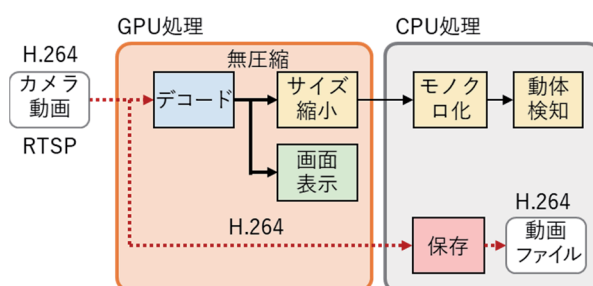 GPU処理
CPU処理
H.264
カメラ
動画
RTSP
無圧縮
デコード
サイズ
縮小
画面
表示
モノク
ロ化
動体
検知
H.264
保存
H.264
動画
ファイル